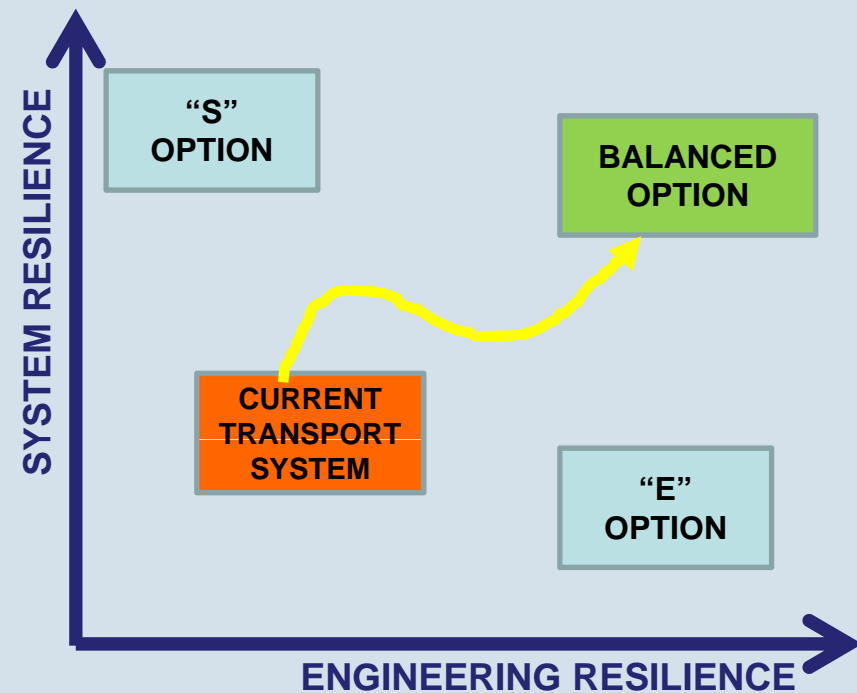 SYSTEM RESILIENCE
“S”
OPTION
BALANCED
OPTION
CURRENT
TRANSPORT
SYSTEM
“E”
OPTION
ENGINEERING RESILIENCE